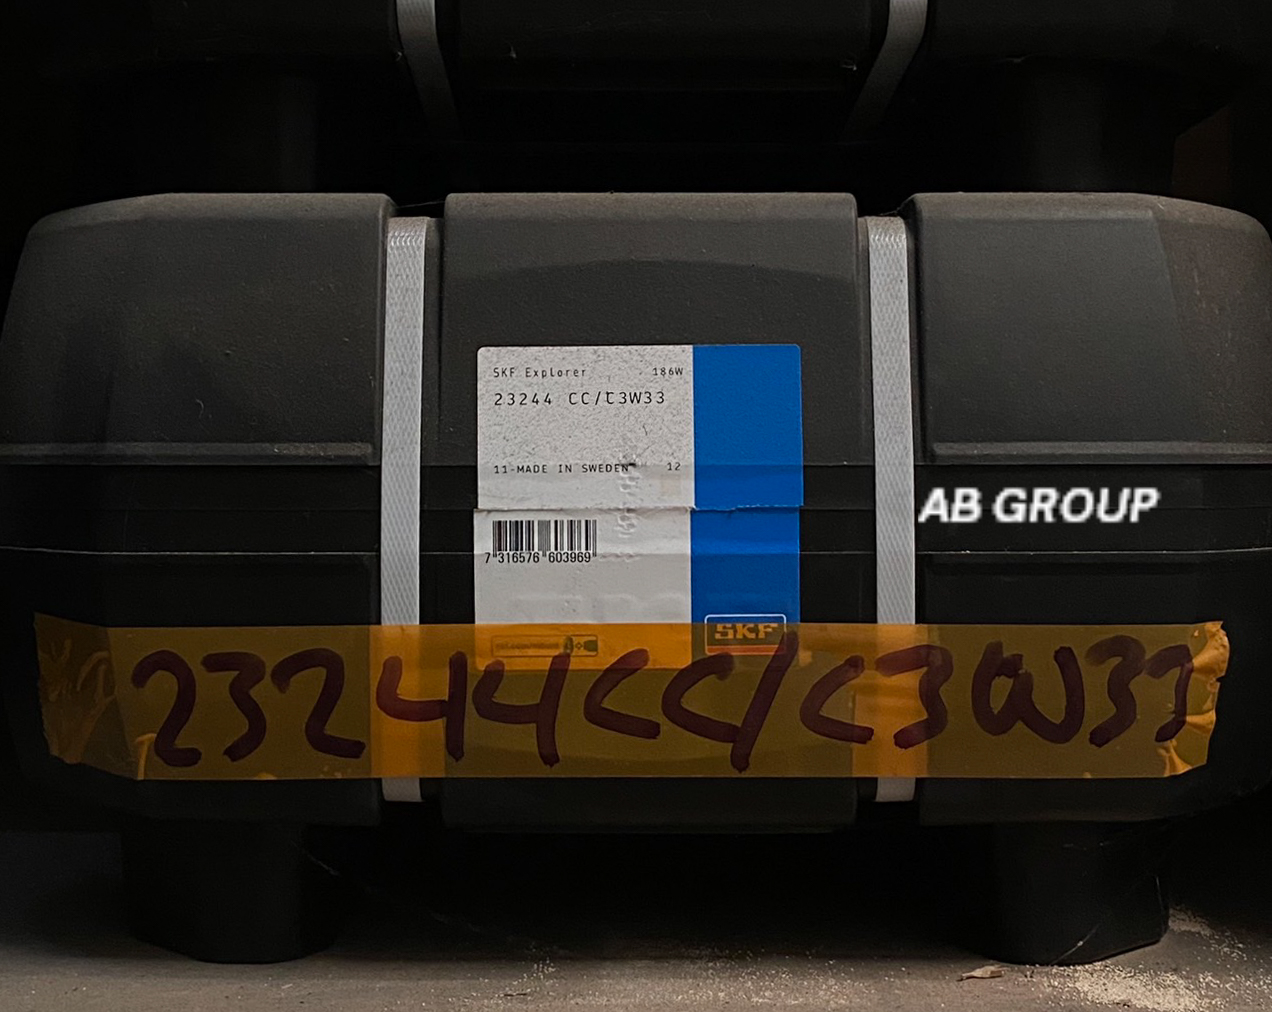 SKF Explorer 186W
23244 CC/C3W33
11-MADE IN SWEDEN 12
AB GROUP
7 316576 603969
SKF
23244CC/C3W33